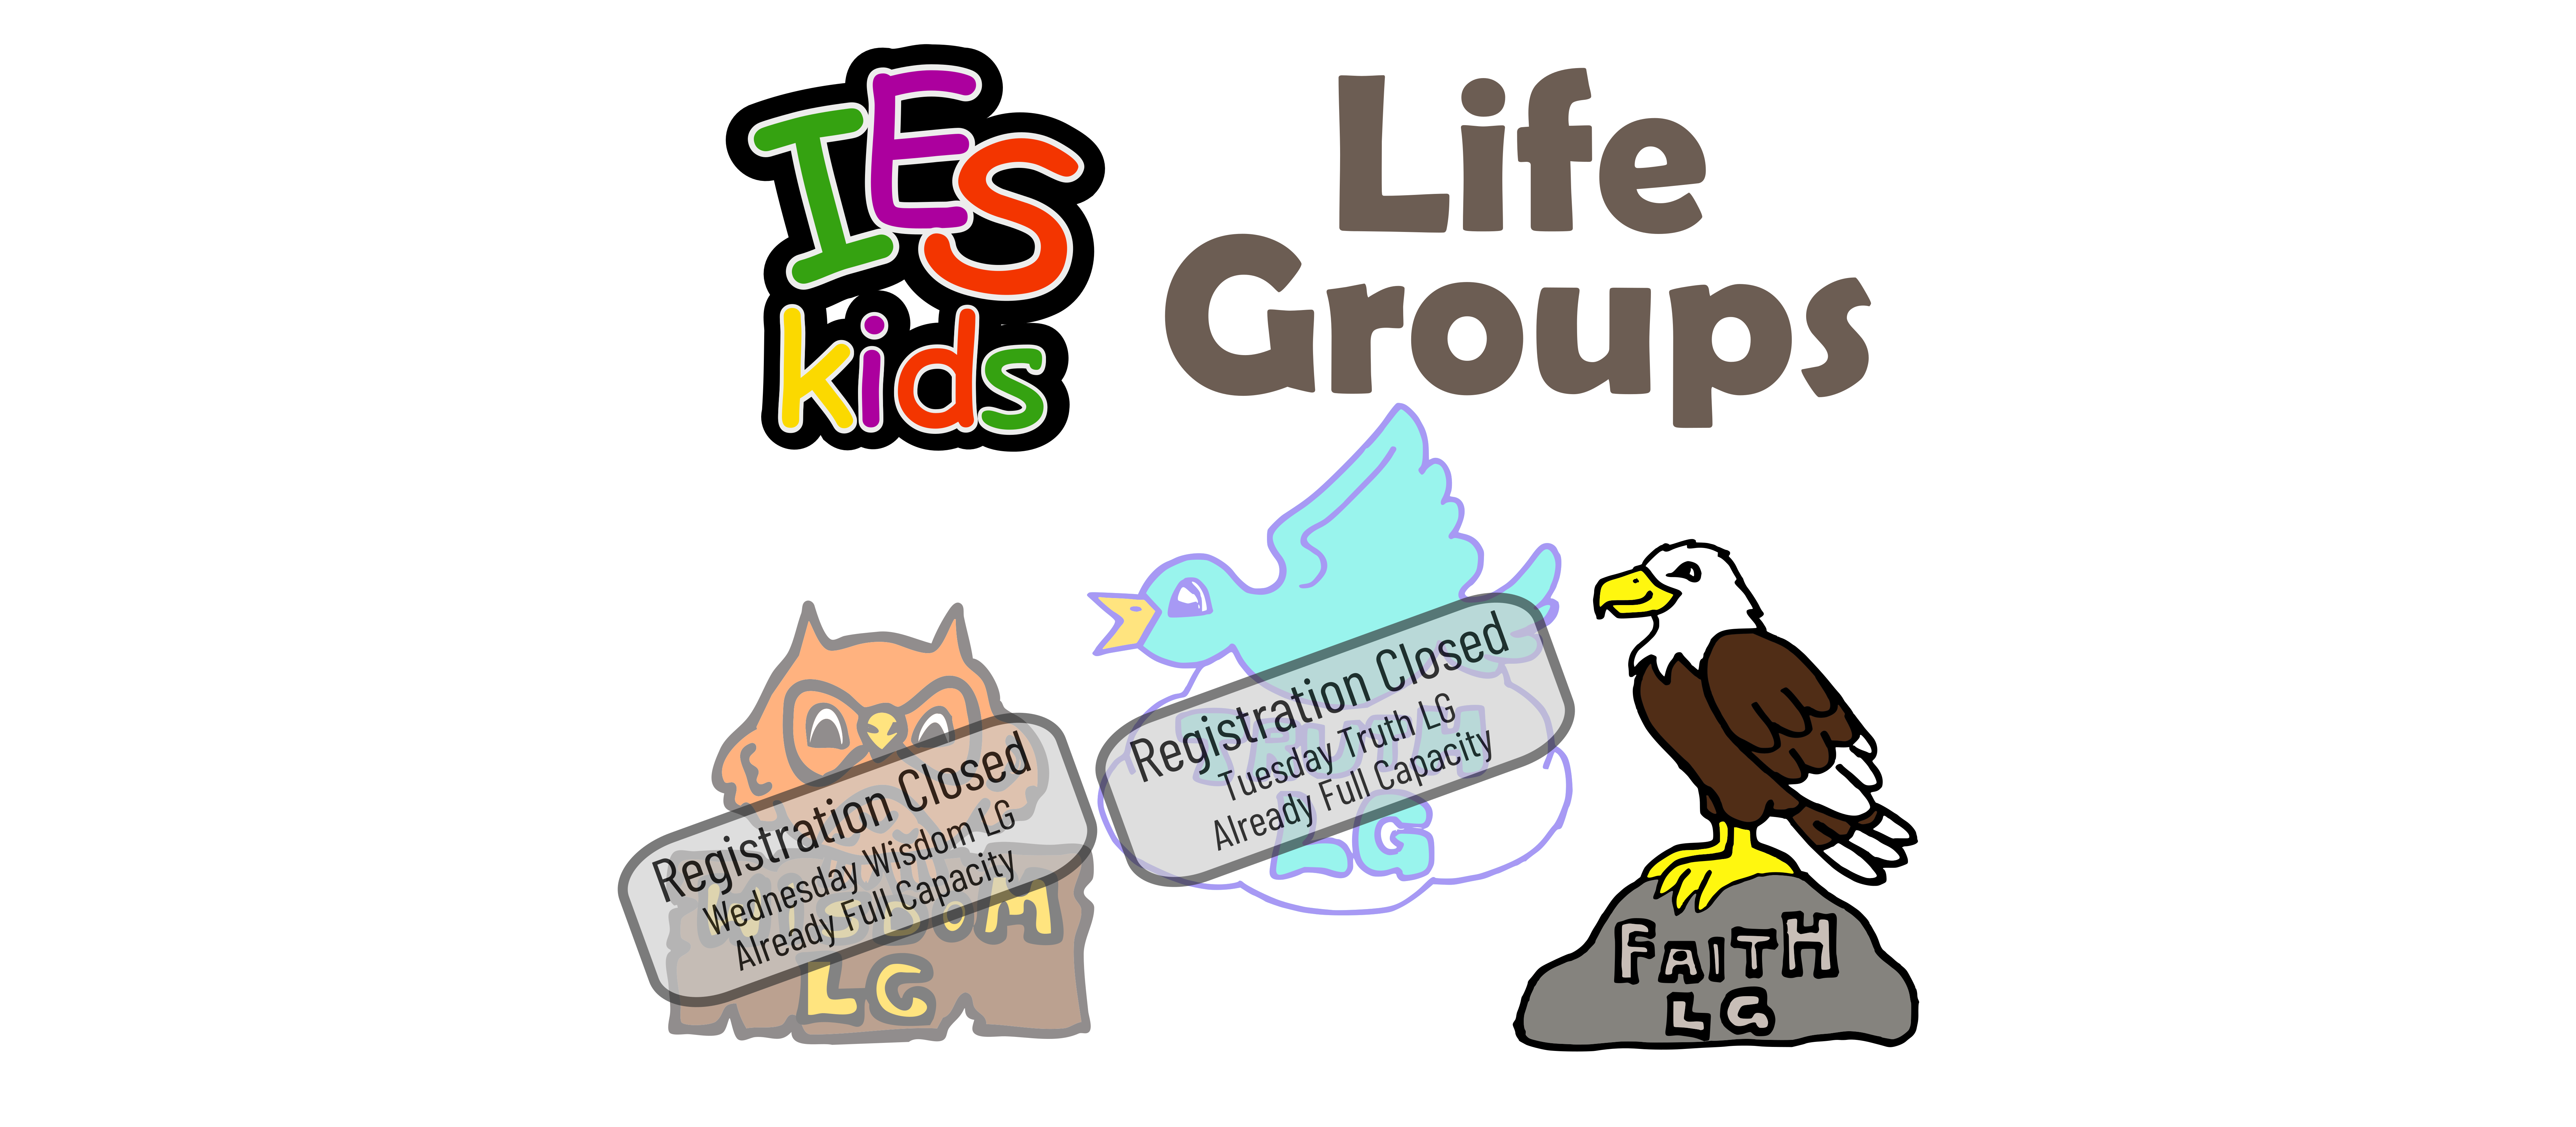 IES
kids
Life
Groups
Registration Closed
Wednesday Wisdom LG
Already Full Capacity
WISDOM
LG
Registration Closed
Tuesday Truth LG
Already Full Capacity
TRUTH
LG
FAITH
LG